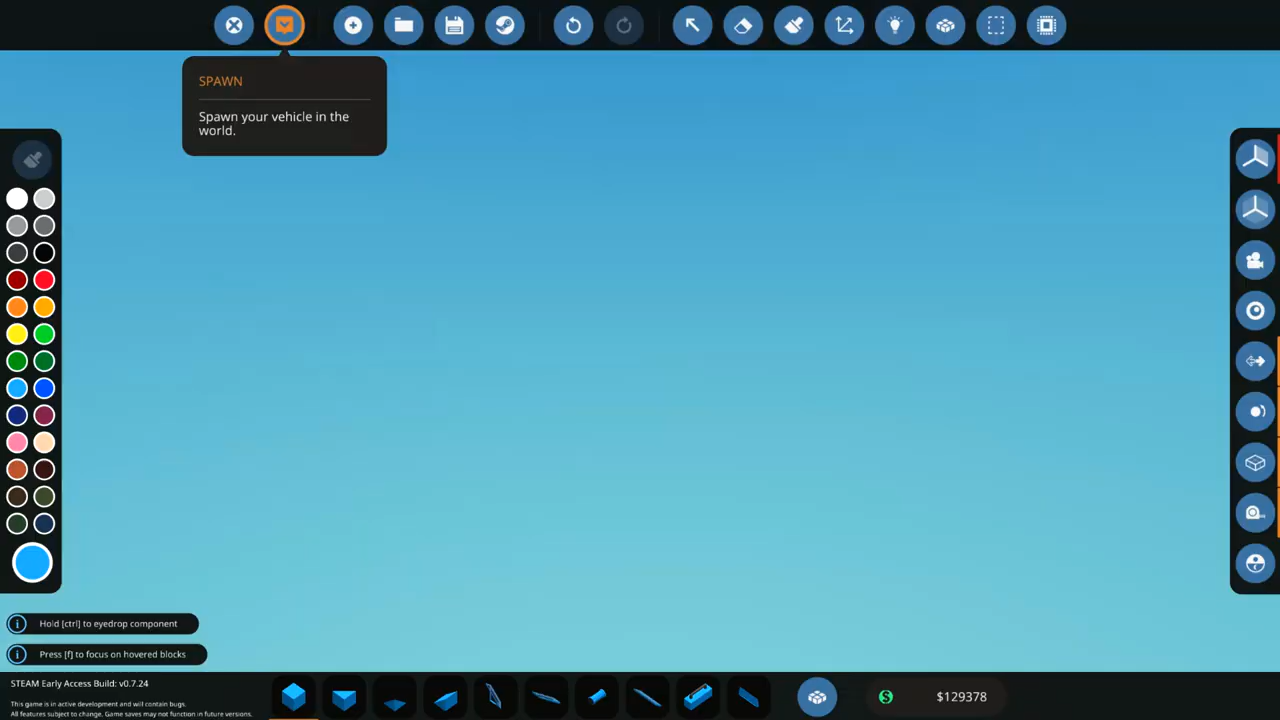 SPAWN
Spawn your vehicle in the
world.
Hold [ctrl] to eyedrop component
Press [f] to focus on hovered blocks
STEAM Early Access Build: v0.7.24
This game is in active development and will contain bugs.
All features subject to change. Game saves may not function in future versions.
$129378